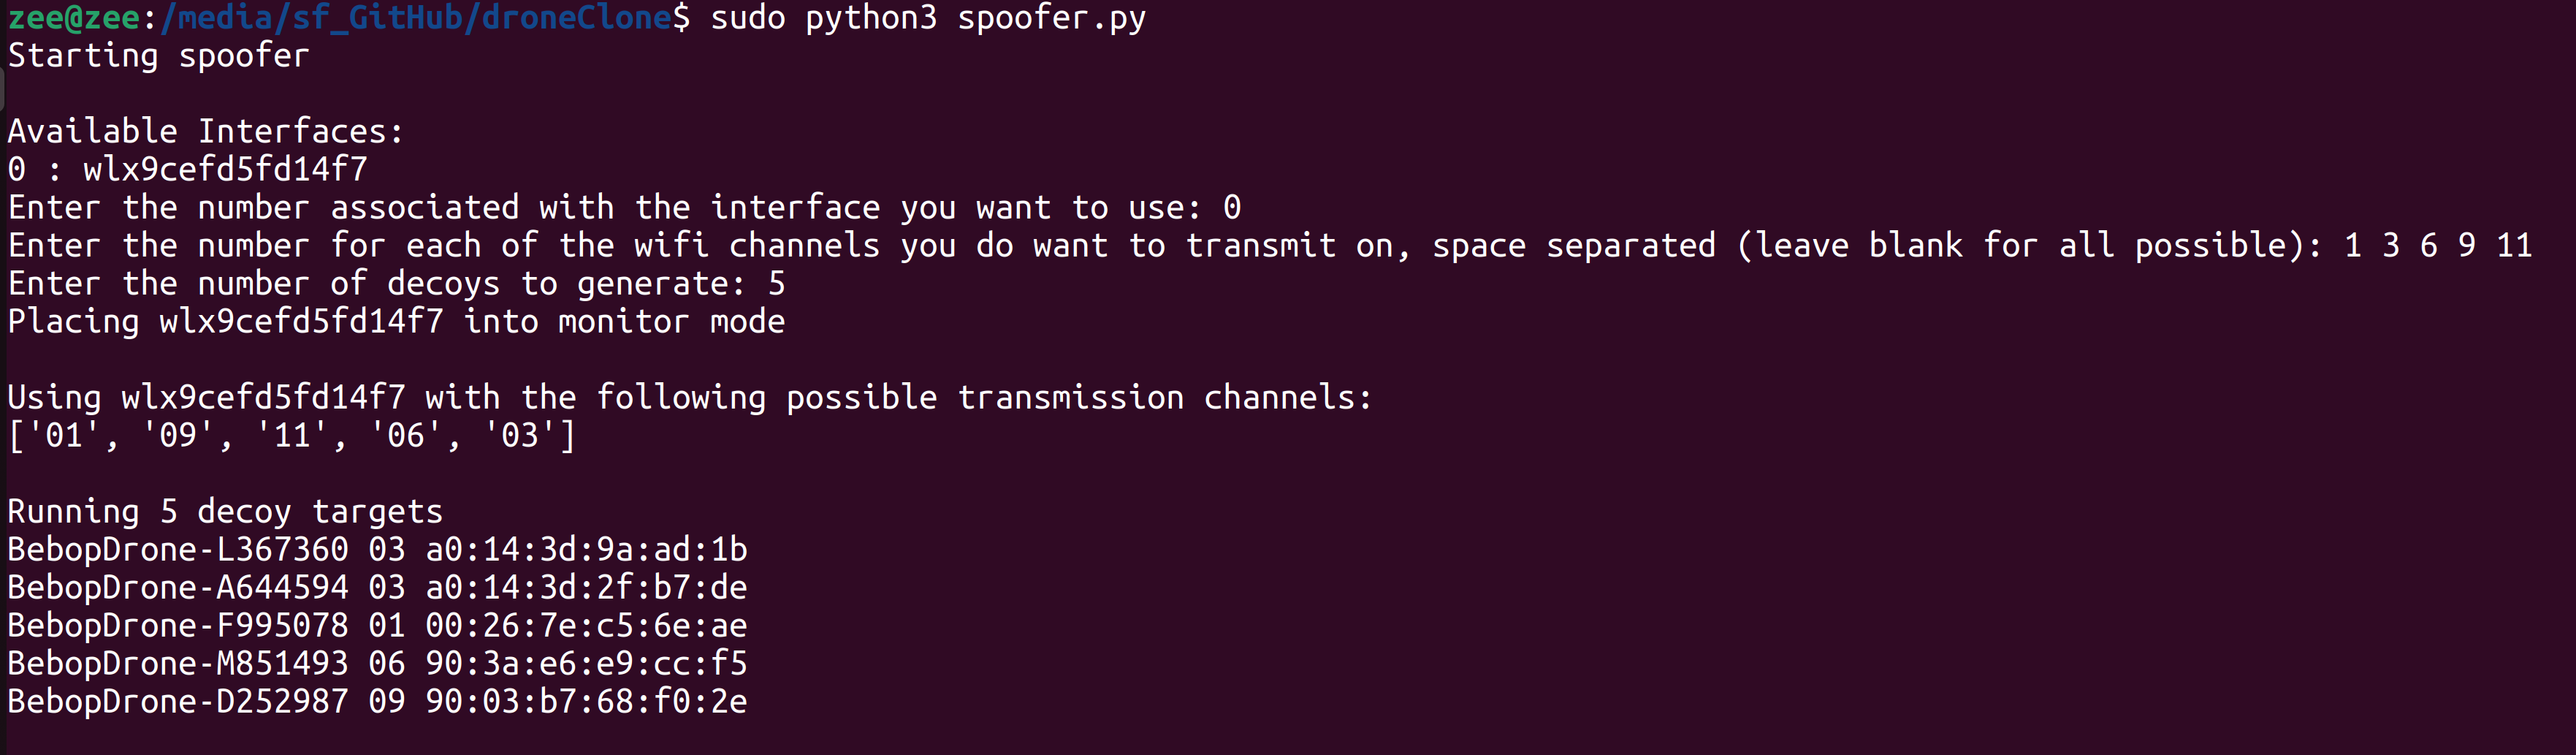 zee@zee:/media/sf_GitHub/droneClone$ sudo python3 spoofer.py
Starting spoofer
Available Interfaces:
0 : wlx9cefd5fd14f7
Enter the number associated with the interface you want to use: 0
Enter the number for each of the wifi channels you do want to transmit on, space separated (leave blank for all possible): 1 3 6 9 11
Enter the number of decoys to generate: 5
Placing wlx9cefd5fd14f7 into monitor mode
Using wlx9cefd5fd14f7 with the following possible transmission channels:
['01', '09', '11', '06', '03']
Running 5 decoy targets
BebopDrone-L367360 03 a0:14:3d:9a:ad:1b
BebopDrone-A644594 03 a0:14:3d:2f:b7:de
BebopDrone-F995078 01 00:26:7e:c5:6e:ae
BebopDrone-M851493 06 90:3a:e6:e9:cc:f5
BebopDrone-D252987 09 90:03:b7:68:f0:2e